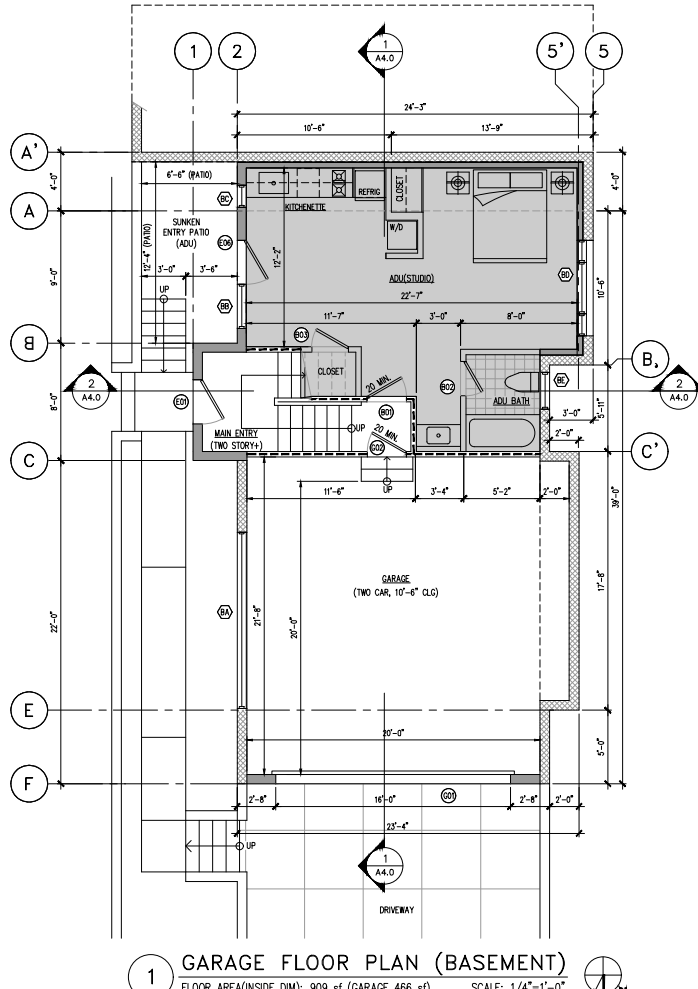 1
A4.0
1
2
5'
5
24'-3"
10'-6"
13'-9"
A'
4'-0"
6'-6" (PATIO)
REFRIG
CLOSET
4'-0"
KITCHENETTE
BC
A
SUNKEN
ENTRY PATIO
(ADU)
E06
12'-4" (PATIO)
12'-2"
W/D
9'-0"
3'-0"
3'-6"
ADU(STUDIO)
BD
10'-6"
UP
22'-7"
BB
11'-7"
3'-0"
8'-0"
B03
B
B.
2
A4.0
CLOSET
20 MIN.
B02
BE
2
A4.0
8'-0"
E01
ADU BATH
B01
3'-0"
5'-11"
MAIN ENTRY
(TWO STORY+)
UP
20 MIN.
G02
2'-0"
C
C'
UP
11'-6"
3'-4"
5'-2"
2'-0"
39'-0"
GARAGE
(TWO CAR, 10'-6" CLG)
17'-8"
22'-0"
BA
21'-8"
20'-0"
E
20'-0"
5'-0"
F
2'-8"
16'-0"
G01
2'-8"
2'-0"
23'-4"
UP
1
A4.0
DRIVEWAY
1
GARAGE FLOOR PLAN (BASEMENT)
FLOOR AREA(INSIDE DIM): 909 sf (GARAGE 466 sf)
SCALE: 1/4"=1'-0"